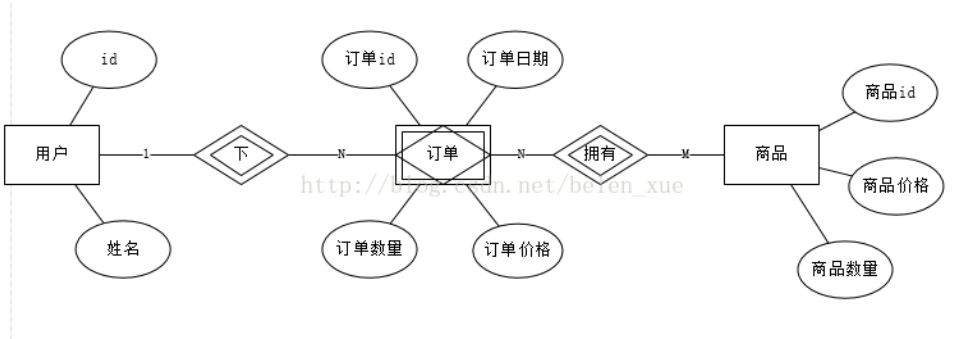 id
订单id
订单日期
商品id
用户
1
下
N
订单
N
拥有
M
商品
商品价格
http://blog.csdn.net/belen_xue
姓名
订单数量
订单价格
商品数量